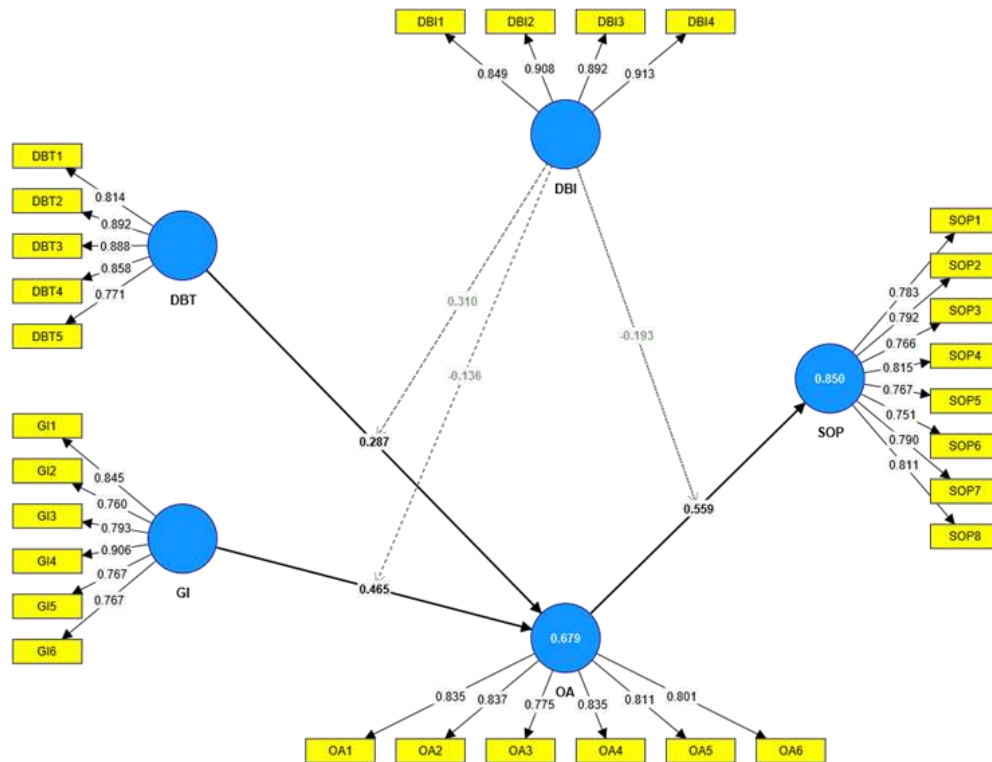 DBI1
DBI2
DBI3
DBI4
0.849
0.908
0.892
0.913
DBI
DBT1
DBT2
DBT3
DBT4
DBT5
0.814
0.892
0.888
0.858
0.771
DBT
0.310
-0.136
-0.193
0.287
0.465
0.559
GI1
GI2
GI3
GI4
GI5
GI6
0.845
0.760
0.793
0.906
0.767
0.767
GI
0.850
SOP
0.783
0.792
0.766
0.815
0.767
0.751
0.790
0.811
SOP1
SOP2
SOP3
SOP4
SOP5
SOP6
SOP7
SOP8
0.679
OA
0.835
0.837
0.775
0.835
0.811
0.801
OA1
OA2
OA3
OA4
OA5
OA6